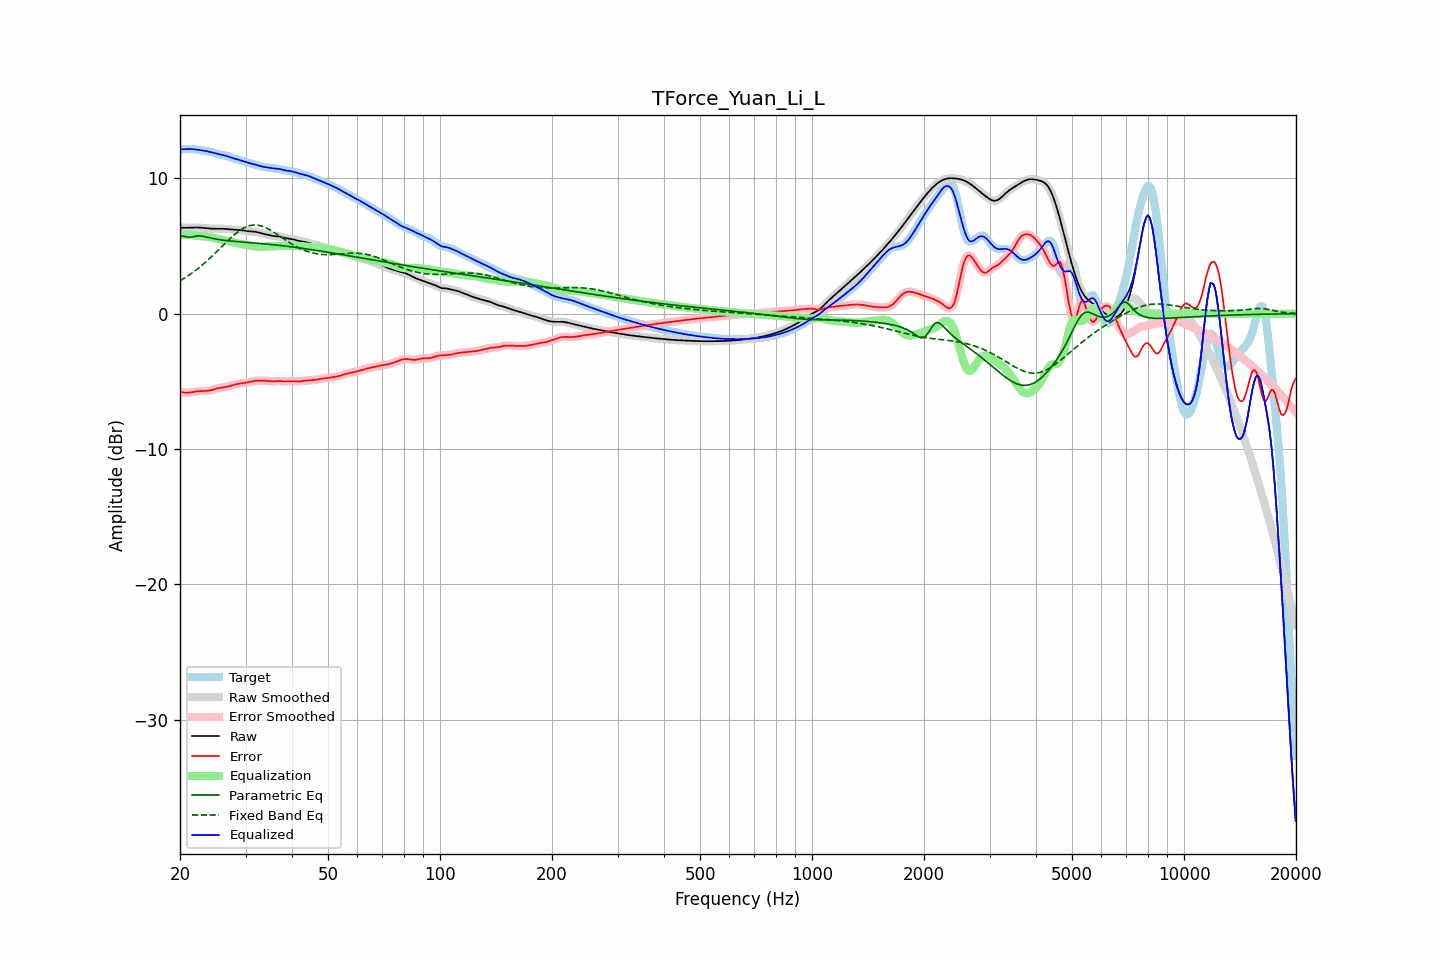 TForce_Yuan_Li_L
Amplitude (dBr)
10
0
−10
−20
−30
Target
Raw Smoothed
Error Smoothed
Raw
Error
Equalization
Parametric Eq
Fixed Band Eq
Equalized
20 50 100 200 500 1000 2000 5000 10000 20000
Frequency (Hz)